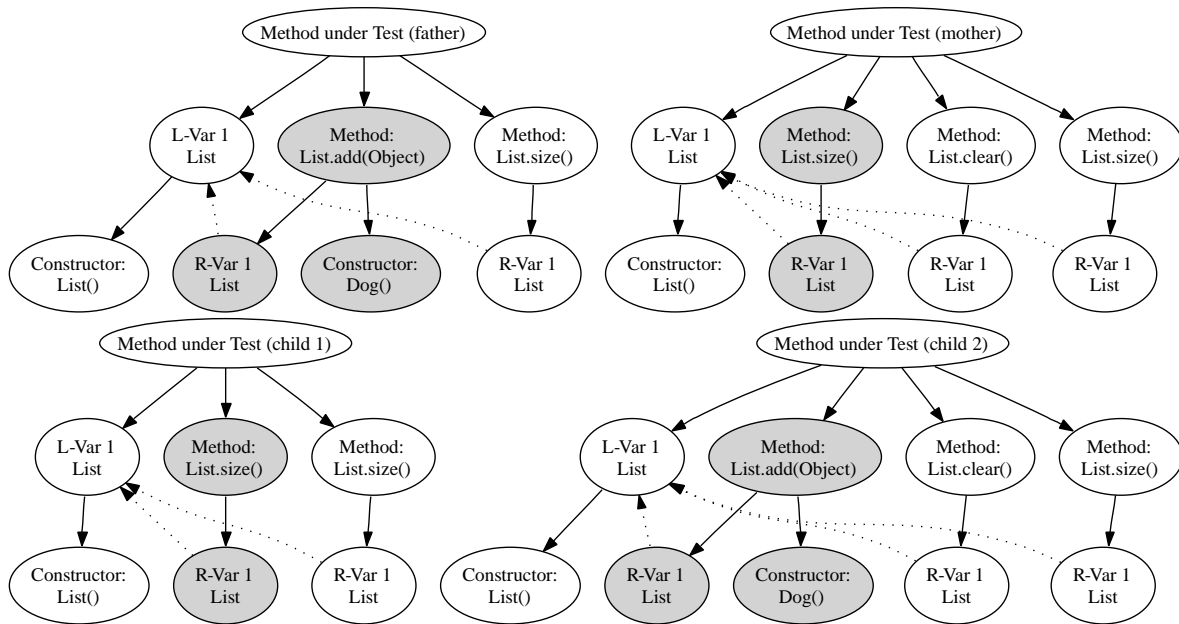 Method under Test (father)
L-Var 1
List
Method:
List.add(Object)
Method:
List.size()
Constructor:
List()
R-Var 1
List
Constructor:
Dog()
R-Var 1
List
Method under Test (mother)
L-Var 1
List
Method:
List.size()
Method:
List.clear()
Method:
List.size()
Constructor:
List()
R-Var 1
List
R-Var 1
List
R-Var 1
List
Method under Test (child 1)
L-Var 1
List
Method:
List.size()
Method:
List.size()
Constructor:
List()
R-Var 1
List
R-Var 1
List
Method under Test (child 2)
L-Var 1
List
Method:
List.add(Object)
Method:
List.clear()
Method:
List.size()
Constructor:
List()
R-Var 1
List
Constructor:
Dog()
R-Var 1
List
R-Var 1
List